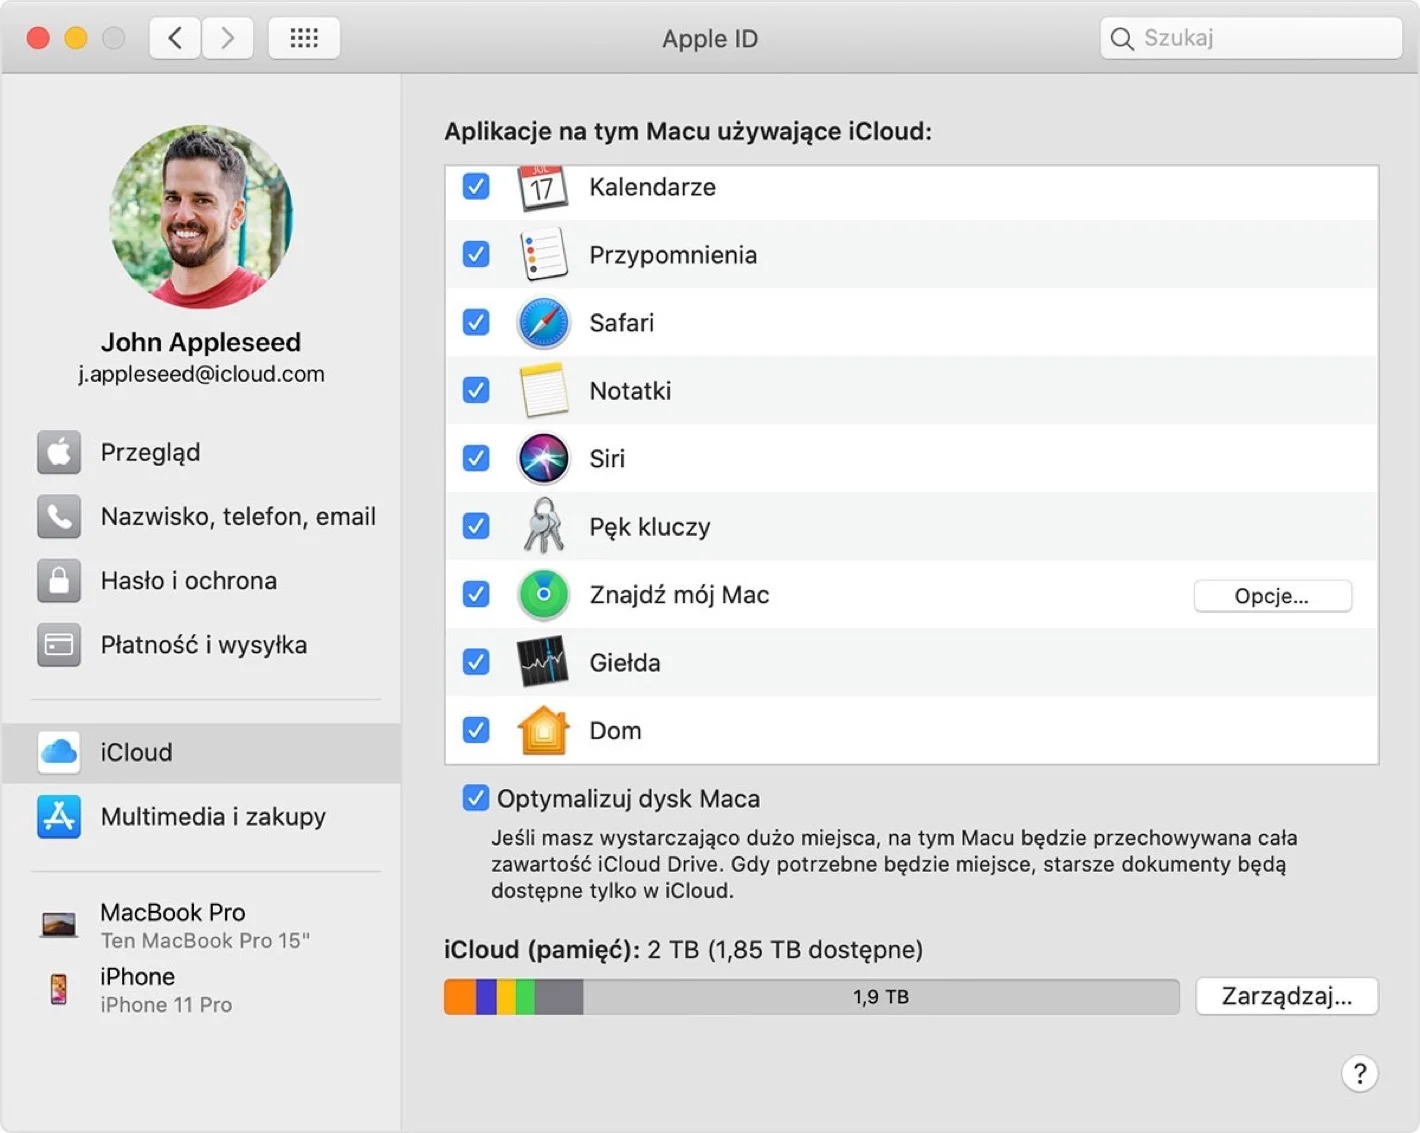 Apple ID
Szukaj
John Appleseed
j.appleseed@icloud.com
Przegląd
Nazwisko, telefon, email
Hasło i ochrona
Płatność i wysyłka
iCloud
Multimedia i zakupy
MacBook Pro
Ten MacBook Pro 15"
iPhone
iPhone 11 Pro
Aplikacje na tym Macu używające iCloud:
JUL
17
Kalendarze
Przypomnienia
Safari
Notatki
Siri
Pęk kluczy
Znajdź mój Mac
Opcje...
Giełda
Dom
Optymalizuj dysk Maca
Jeśli masz wystarczająco dużo miejsca, na tym Macu będzie przechowywana cała
zawartość iCloud Drive. Gdy potrzebne będzie miejsce, starsze dokumenty będą
dostępne tylko w iCloud.
iCloud (pamięć): 2 TB (1,85 TB dostępne)
1,9 TB
Zarządzaj...
?